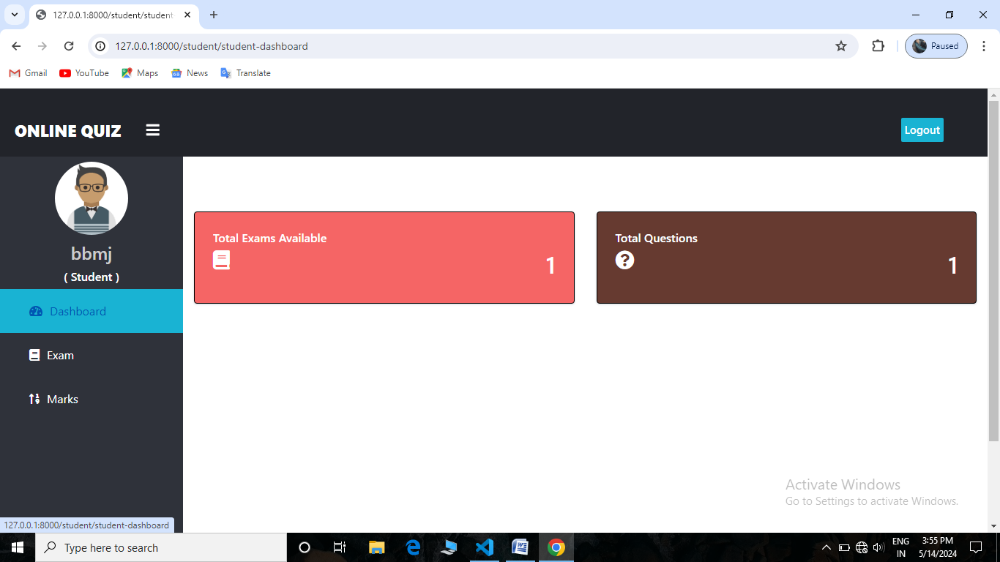 127.0.0.1:8000/student/student
127.0.0.1:8000/student/student-dashboard
Paused
Gmail
YouTube
Maps
News
Translate
ONLINE QUIZ
Logout
bbmj
( Student )
Dashboard
Exam
Marks
Total Exams Available
1
Total Questions
1
Activate Windows
Go to Settings to activate Windows.
127.0.0.1:8000/student/student-dashboard
Type here to search
ENG
IN
3:55 PM
5/14/2024